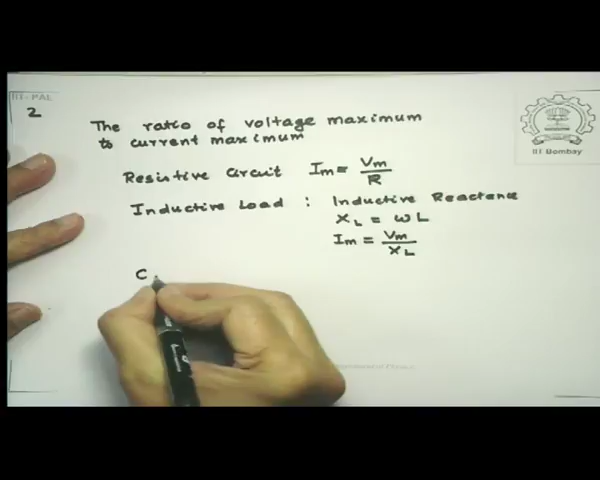 IIT-PAL
2
The ratio of voltage maximum
to current maximum
Resistive Circuit Im = Vm / R
Inductive Load : Inductive Reactance
XL = ωL
Im = Vm / XL
C
IIT Bombay